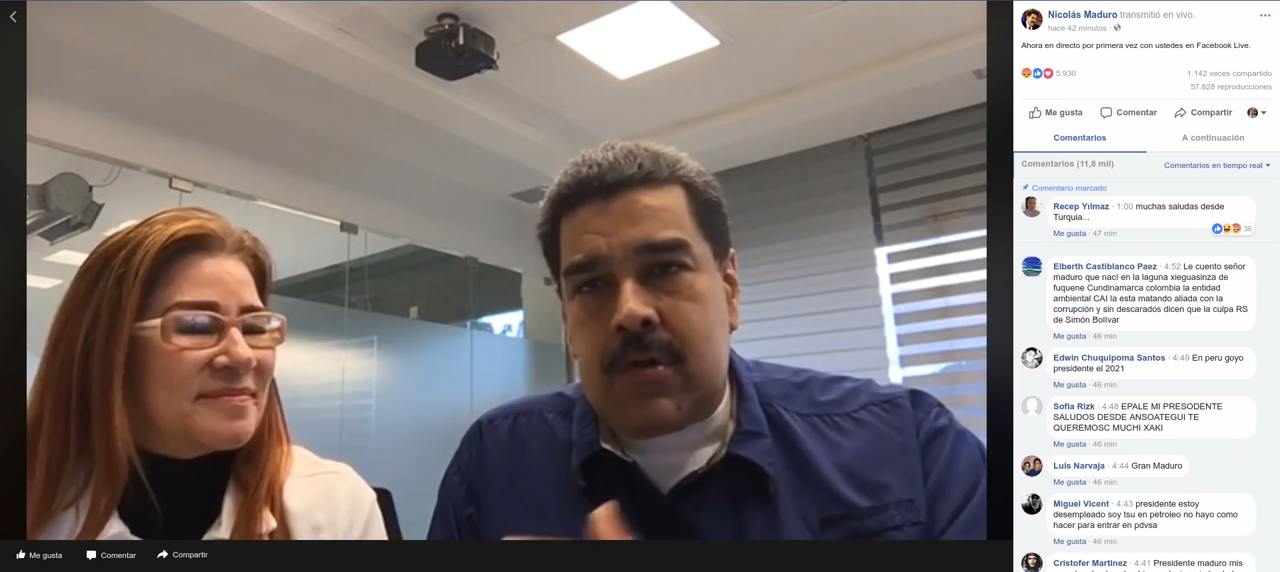 Nicolás Maduro transmitió en vivo.
hace 42 minutos ·
Ahora en directo por primera vez con ustedes en Facebook Live.
5.930
1.142 veces compartido
57.828 reproducciones
Me gusta Comentar Compartir
Comentarios A continuación
Comentarios (11,8 mil) Comentarios en tiempo real
Comentario marcado
Recep Yılmaz · 1:00 muchas saludas desde
Turquia...
36
Me gusta · 47 min
Elberth Castiblanco Paez · 4:52 Le cuento señor
maduro que nací en la laguna xieguasinza de
fuquene Cundinamarca colombia la entidad
ambiental CAI la esta matando aliada con la
corrupción y sin descarados dicen que la culpa RS
de Simón Bolívar
Me gusta · 46 min
Edwin Chuquipoma Santos · 4:49 En peru goyo
presidente el 2021
Me gusta · 46 min
Sofia Rizk · 4:48 EPALE MI PRESODENTE
SALUDOS DESDE ANSOATEGUI TE
QUEREMOSC MUCHI XAKI
Me gusta · 46 min
Luis Narvaja · 4:44 Gran Maduro
Me gusta · 46 min
Miguel Vicent · 4:43 presidente estoy
desempleado soy tsu en petroleo no hayo como
hacer para entrar en pdvsa
Me gusta · 46 min
Cristofer Martinez · 4:41 Presidente maduro mis
Me gusta Comentar Compartir